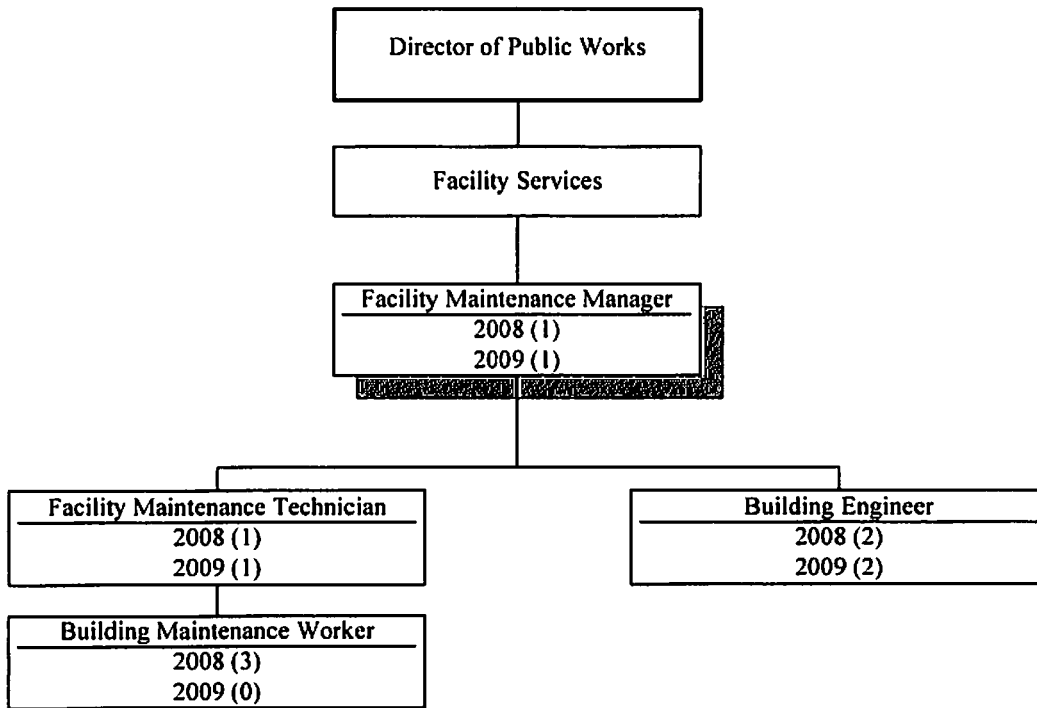 Director of Public Works
Facility Services
Facility Maintenance Manager
2008 (1)
2009 (1)
Facility Maintenance Technician
2008 (1)
2009 (1)
Building Maintenance Worker
2008 (3)
2009 (0)
Building Engineer
2008 (2)
2009 (2)